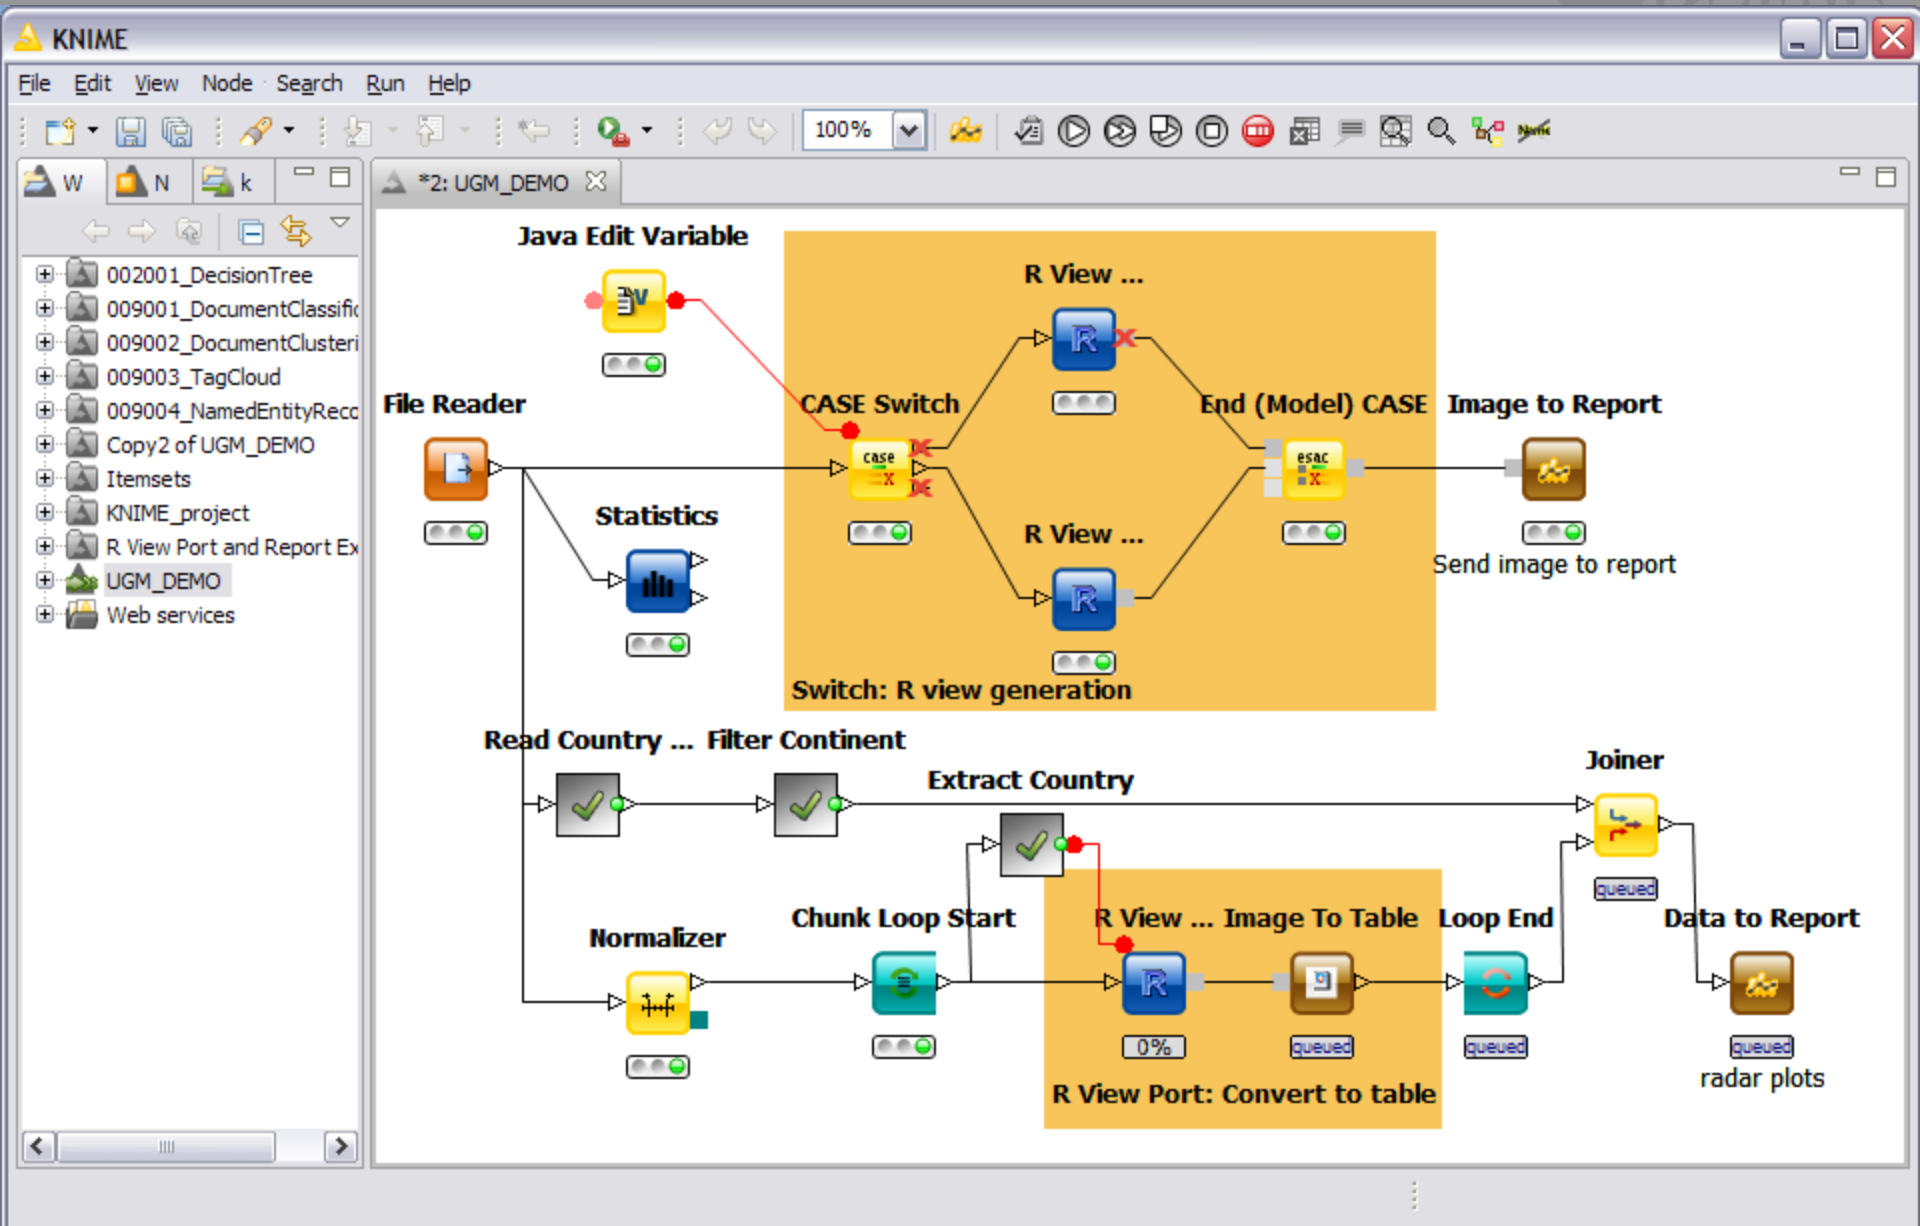 KNIME
File Edit View Node Search Run Help
100%
W N k
*2: UGM_DEMO
002001_DecisionTree
009001_DocumentClassific
009002_DocumentClusteri
009003_TagCloud
009004_NamedEntityReco
Copy2 of UGM_DEMO
Itemsets
KNIME_project
R View Port and Report Ex
UGM_DEMO
Web services
Java Edit Variable
V
R View ...
R
File Reader
CASE Switch
End (Model) CASE
Image to Report
case
esac
Send image to report
Statistics
R View ...
R
Switch: R view generation
Read Country ... Filter Continent
Extract Country
Joiner
queued
Normalizer
Chunk Loop Start
R View ... Image To Table
Loop End
Data to Report
R
0%
queued
queued
queued
radar plots
R View Port: Convert to table